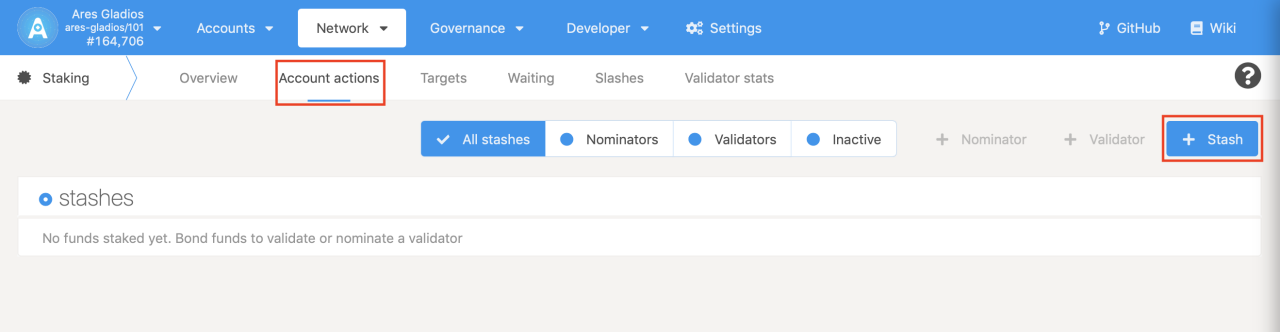 Ares Gladios
ares-gladios/101
#164,706
Accounts
Network
Governance
Developer
Settings
GitHub
Wiki
Staking
Overview
Account actions
Targets
Waiting
Slashes
Validator stats
?
All stashes
Nominators
Validators
Inactive
+ Nominator
+ Validator
+ Stash
stashes
No funds staked yet. Bond funds to validate or nominate a validator